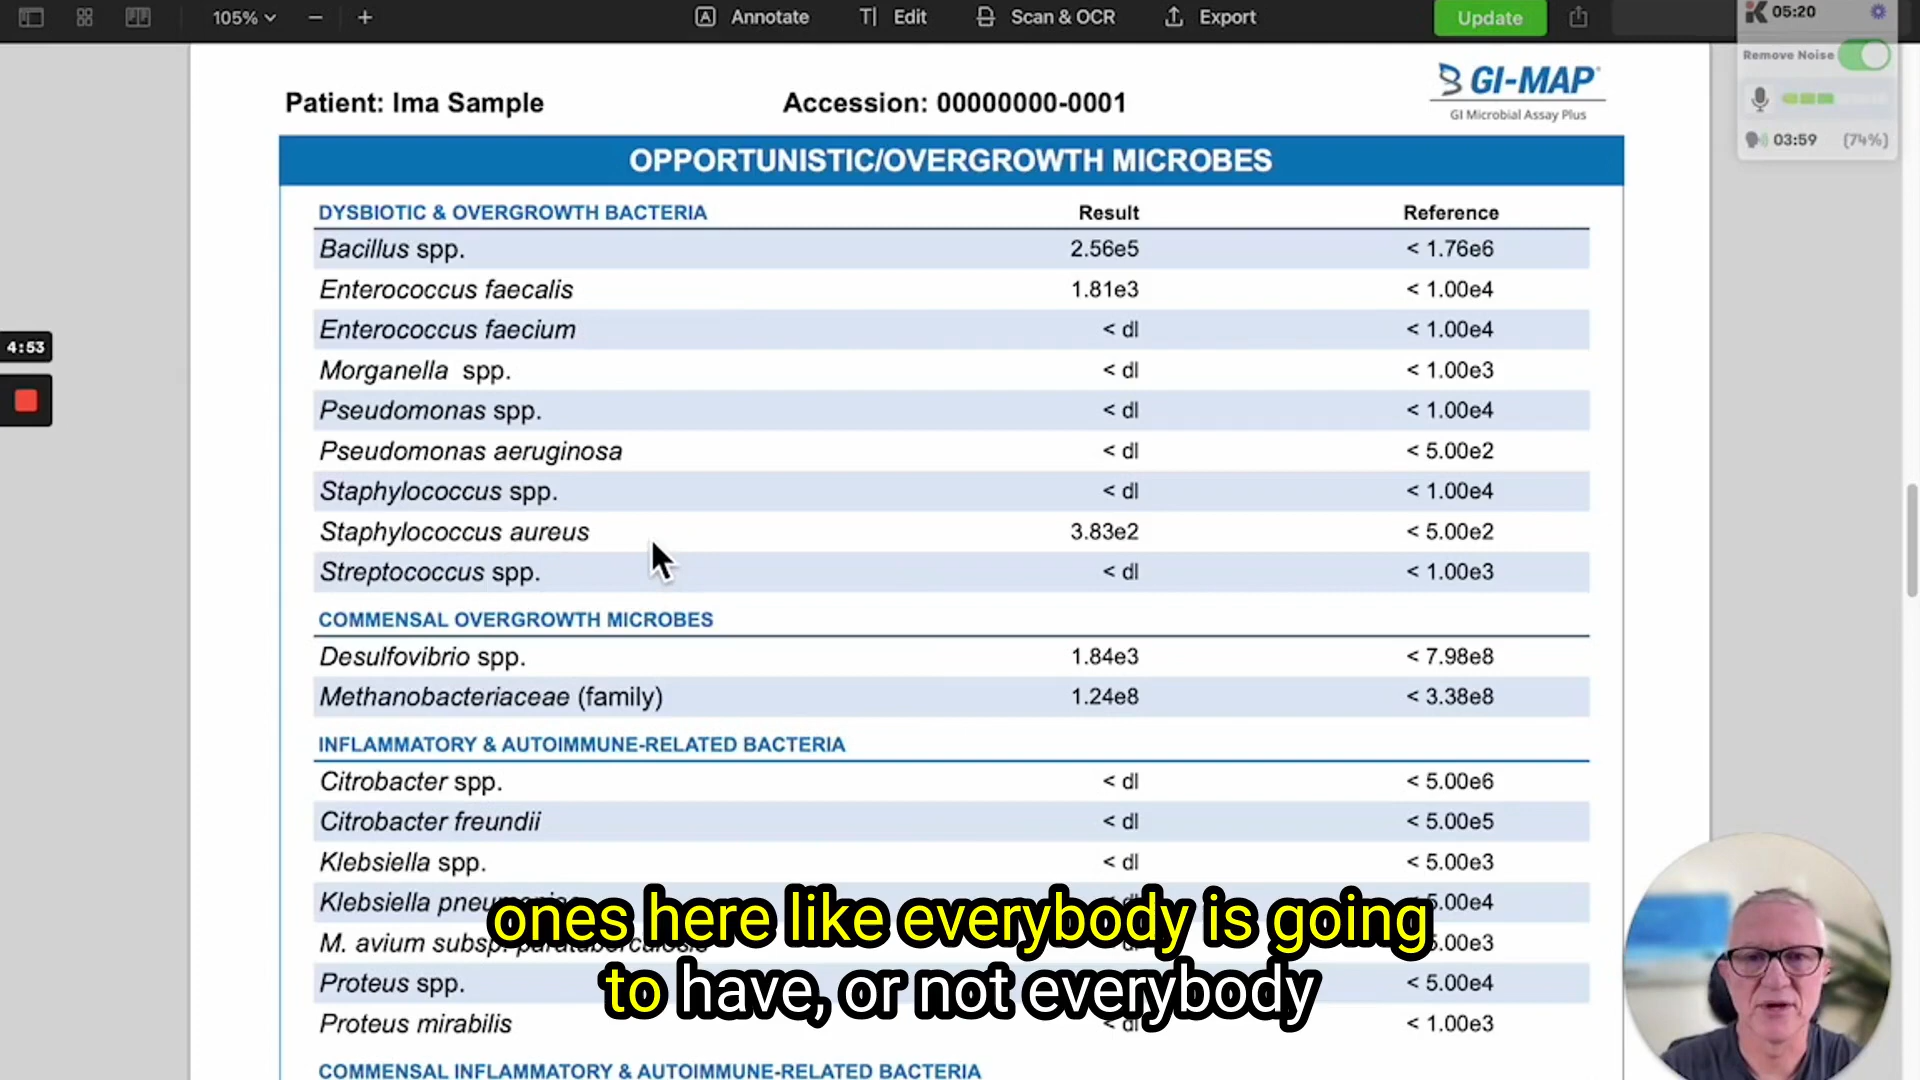 105%
Annotate
Edit
Scan & OCR
Export
Update
05:20
Remove Noise
03:59 (74%)
4:53
Patient: Ima Sample Accession: 00000000-0001
GI-MAP
GI Microbial Assay Plus
OPPORTUNISTIC/OVERGROWTH MICROBES
DYSBIOTIC & OVERGROWTH BACTERIA Result Reference
Bacillus spp. 2.56e5 < 1.76e6
Enterococcus faecalis 1.81e3 < 1.00e4
Enterococcus faecium < dl < 1.00e4
Morganella spp. < dl < 1.00e3
Pseudomonas spp. < dl < 1.00e4
Pseudomonas aeruginosa < dl < 5.00e2
Staphylococcus spp. < dl < 1.00e4
Staphylococcus aureus 3.83e2 < 5.00e2
Streptococcus spp. < dl < 1.00e3
COMMENSAL OVERGROWTH MICROBES
Desulfovibrio spp. 1.84e3 < 7.98e8
Methanobacteriaceae (family) 1.24e8 < 3.38e8
INFLAMMATORY & AUTOIMMUNE-RELATED BACTERIA
Citrobacter spp. < dl < 5.00e6
Citrobacter freundii < dl < 5.00e5
Klebsiella spp. < dl < 5.00e3
Klebsiella 5.00e4
M. avium subsp. paratuberculosis 5.00e3
Proteus spp. < 5.00e4
Proteus mirabilis < dl < 1.00e3
COMMENSAL INFLAMMATORY & AUTOIMMUNE-RELATED BACTERIA
ones here like everybody is going
to have, or not everybody